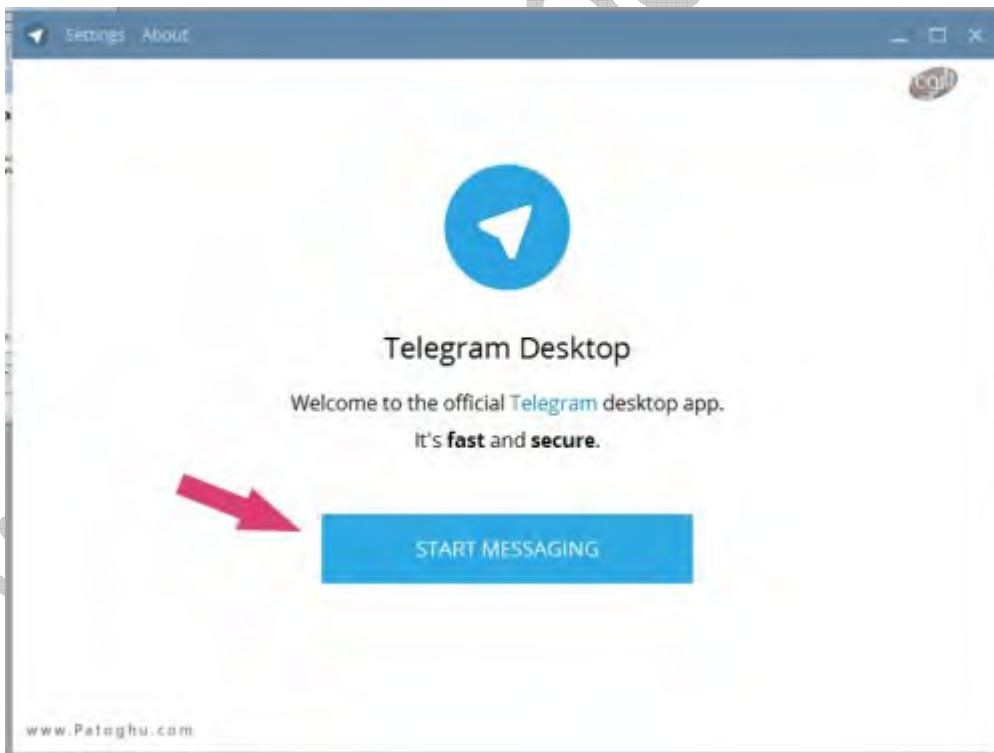 Settings About
Telegram Desktop
Welcome to the official Telegram desktop app.
It's fast and secure.
START MESSAGING
www.Patoghu.com